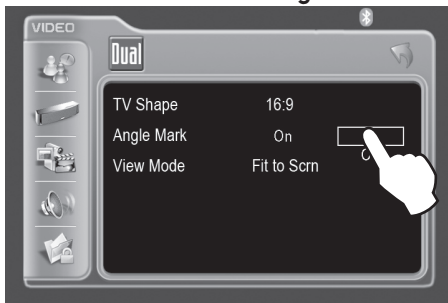 VIDEO
Dual
TV Shape 16:9
Angle Mark On
View Mode Fit to Scrn